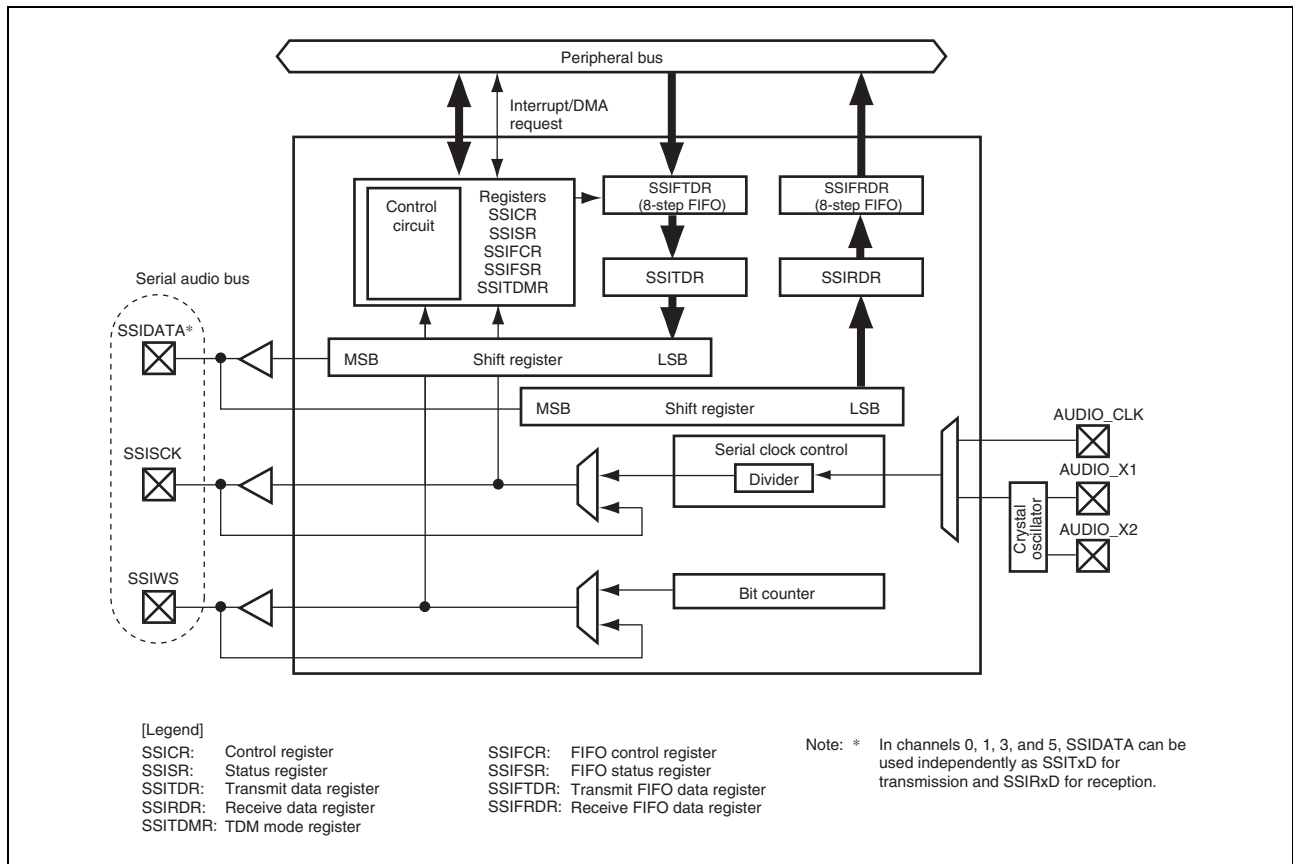 Peripheral bus
Interrupt/DMA
request
Control
circuit
Registers
SSICR
SSISR
SSIFCR
SSIFSR
SSITDMR
SSIFTDR
(8-step FIFO)
SSIFRDR
(8-step FIFO)
SSITDR
SSIRDR
Serial audio bus
SSIDATA*
MSB Shift register LSB
MSB Shift register LSB
AUDIO_CLK
SSISCK
Serial clock control
Divider
AUDIO_X1
Crystal
oscillator
AUDIO_X2
SSIWS
Bit counter
[Legend]
SSICR: Control register
SSISR: Status register
SSITDR: Transmit data register
SSIRDR: Receive data register
SSITDMR: TDM mode register
SSIFCR: FIFO control register
SSIFSR: FIFO status register
SSIFTDR: Transmit FIFO data register
SSIFRDR: Receive FIFO data register
Note: * In channels 0, 1, 3, and 5, SSIDATA can be
used independently as SSITxD for
transmission and SSIRxD for reception.